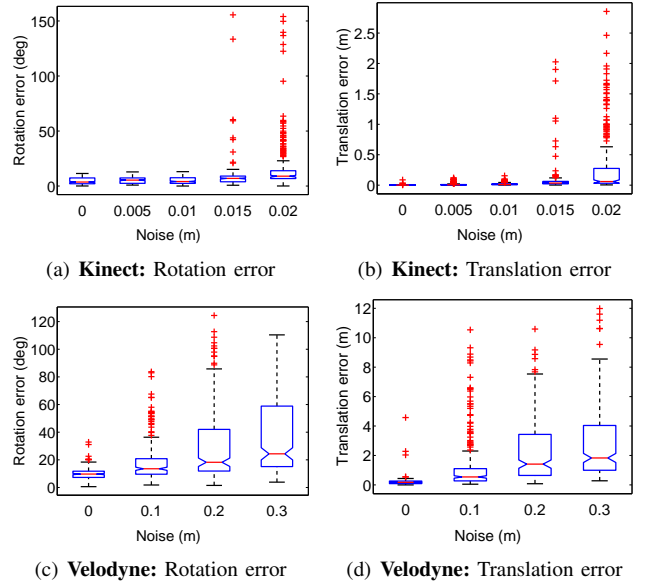 150
100
50
0
Rotation error (deg)
0 0.005 0.01 0.015 0.02
Noise (m)
(a) Kinect: Rotation error
2.5
2
1.5
1
0.5
0
Translation error (m)
0 0.005 0.01 0.015 0.02
Noise (m)
(b) Kinect: Translation error
120
100
80
60
40
20
0
Rotation error (deg)
0 0.1 0.2 0.3
Noise (m)
(c) Velodyne: Rotation error
12
10
8
6
4
2
0
Translation error (m)
0 0.1 0.2 0.3
Noise (m)
(d) Velodyne: Translation error